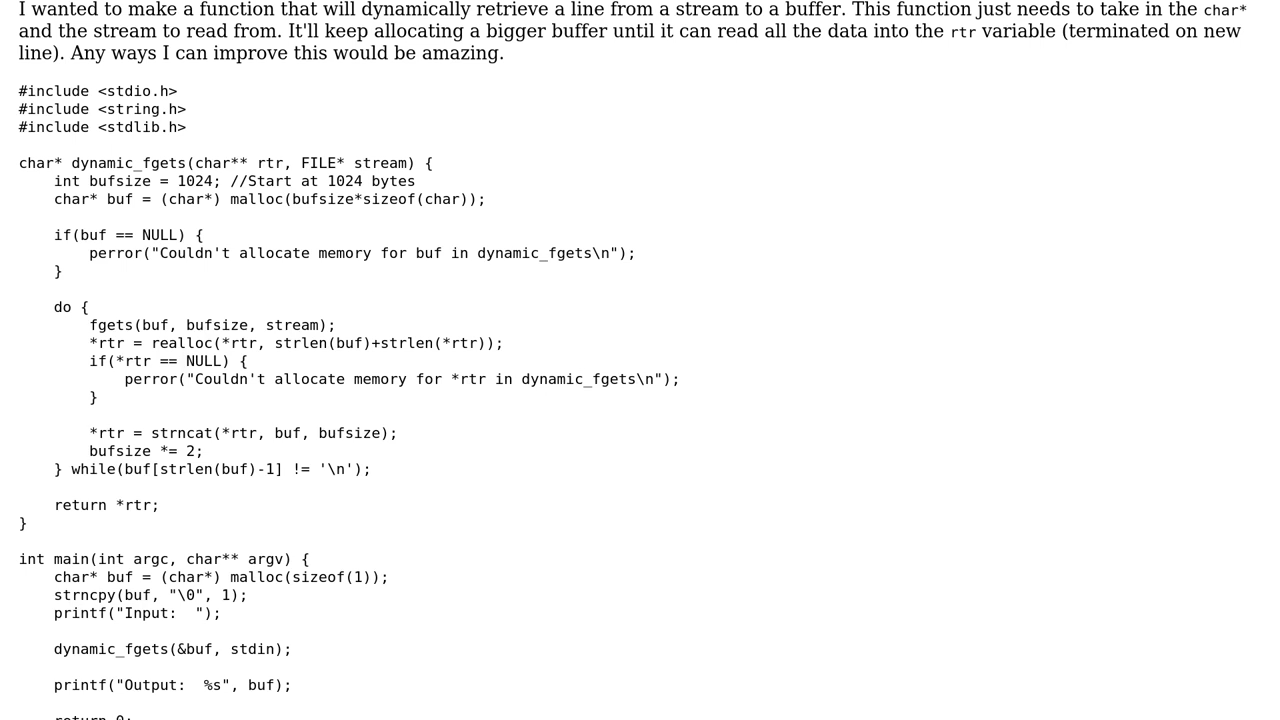 I wanted to make a function that will dynamically retrieve a line from a stream to a buffer. This function just needs to take in the char*
and the stream to read from. It'll keep allocating a bigger buffer until it can read all the data into the rtr variable (terminated on new
line). Any ways I can improve this would be amazing.
#include <stdio.h>
#include <string.h>
#include <stdlib.h>
char* dynamic_fgets(char** rtr, FILE* stream) {
    int bufsize = 1024; //Start at 1024 bytes
    char* buf = (char*) malloc(bufsize*sizeof(char));
    if(buf == NULL) {
        perror("Couldn't allocate memory for buf in dynamic_fgets\n");
    }
    do {
        fgets(buf, bufsize, stream);
        *rtr = realloc(*rtr, strlen(buf)+strlen(*rtr));
        if(*rtr == NULL) {
            perror("Couldn't allocate memory for *rtr in dynamic_fgets\n");
        }
        *rtr = strncat(*rtr, buf, bufsize);
        bufsize *= 2;
    } while(buf[strlen(buf)-1] != '\n');
    return *rtr;
}
int main(int argc, char** argv) {
    char* buf = (char*) malloc(sizeof(1));
    strncpy(buf, "\0", 1);
    printf("Input:  ");
    dynamic_fgets(&buf, stdin);
    printf("Output:  %s", buf);
    return 0;